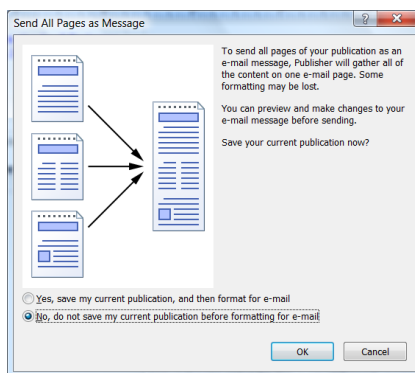 Send All Pages as Message
To send all pages of your publication as an
e-mail message, Publisher will gather all of
the content on one e-mail page. Some
formatting may be lost.
You can preview and make changes to your
e-mail message before sending.
Save your current publication now?
Yes, save my current publication, and then format for e-mail
No, do not save my current publication before formatting for e-mail
OK Cancel